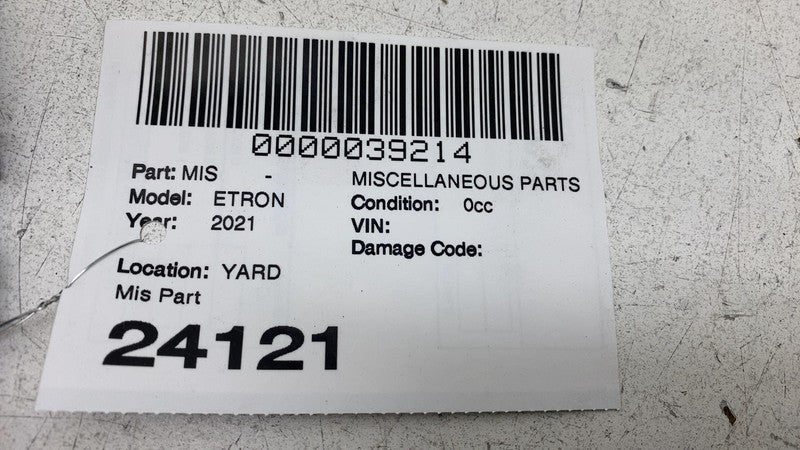 0000039214
Part: MIS - MISCELLANEOUS PARTS
Model: ETRON Condition: 0cc
Year: 2021 VIN:
Damage Code:
Location: YARD
Mis Part
24121